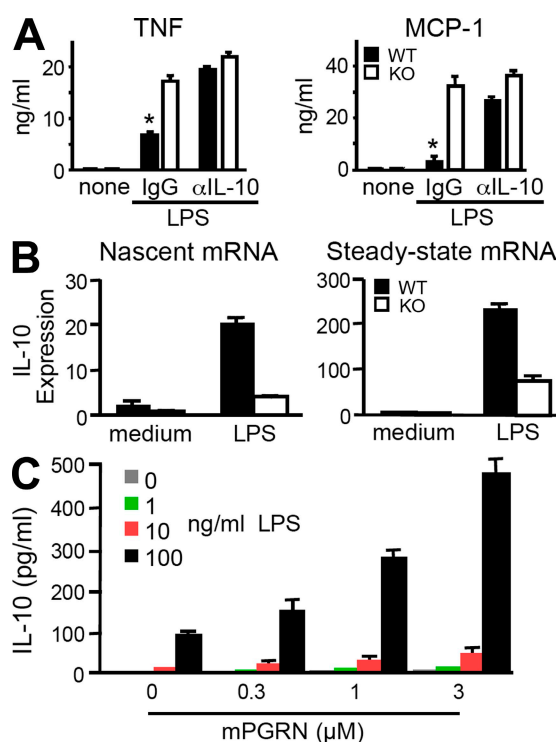 A
TNF
MCP-1
ng/ml
20
10
0
*
none IgG αIL-10
LPS
ng/ml
40
20
0
WT
KO
*
none IgG αIL-10
LPS
B
Nascent mRNA
Steady-state mRNA
IL-10
Expression
30
20
10
0
medium LPS
300
200
100
0
WT
KO
medium LPS
C
IL-10 (pg/ml)
500
400
300
200
100
0
0
1
10
100
ng/ml LPS
0 0.3 1 3
mPGRN (μM)